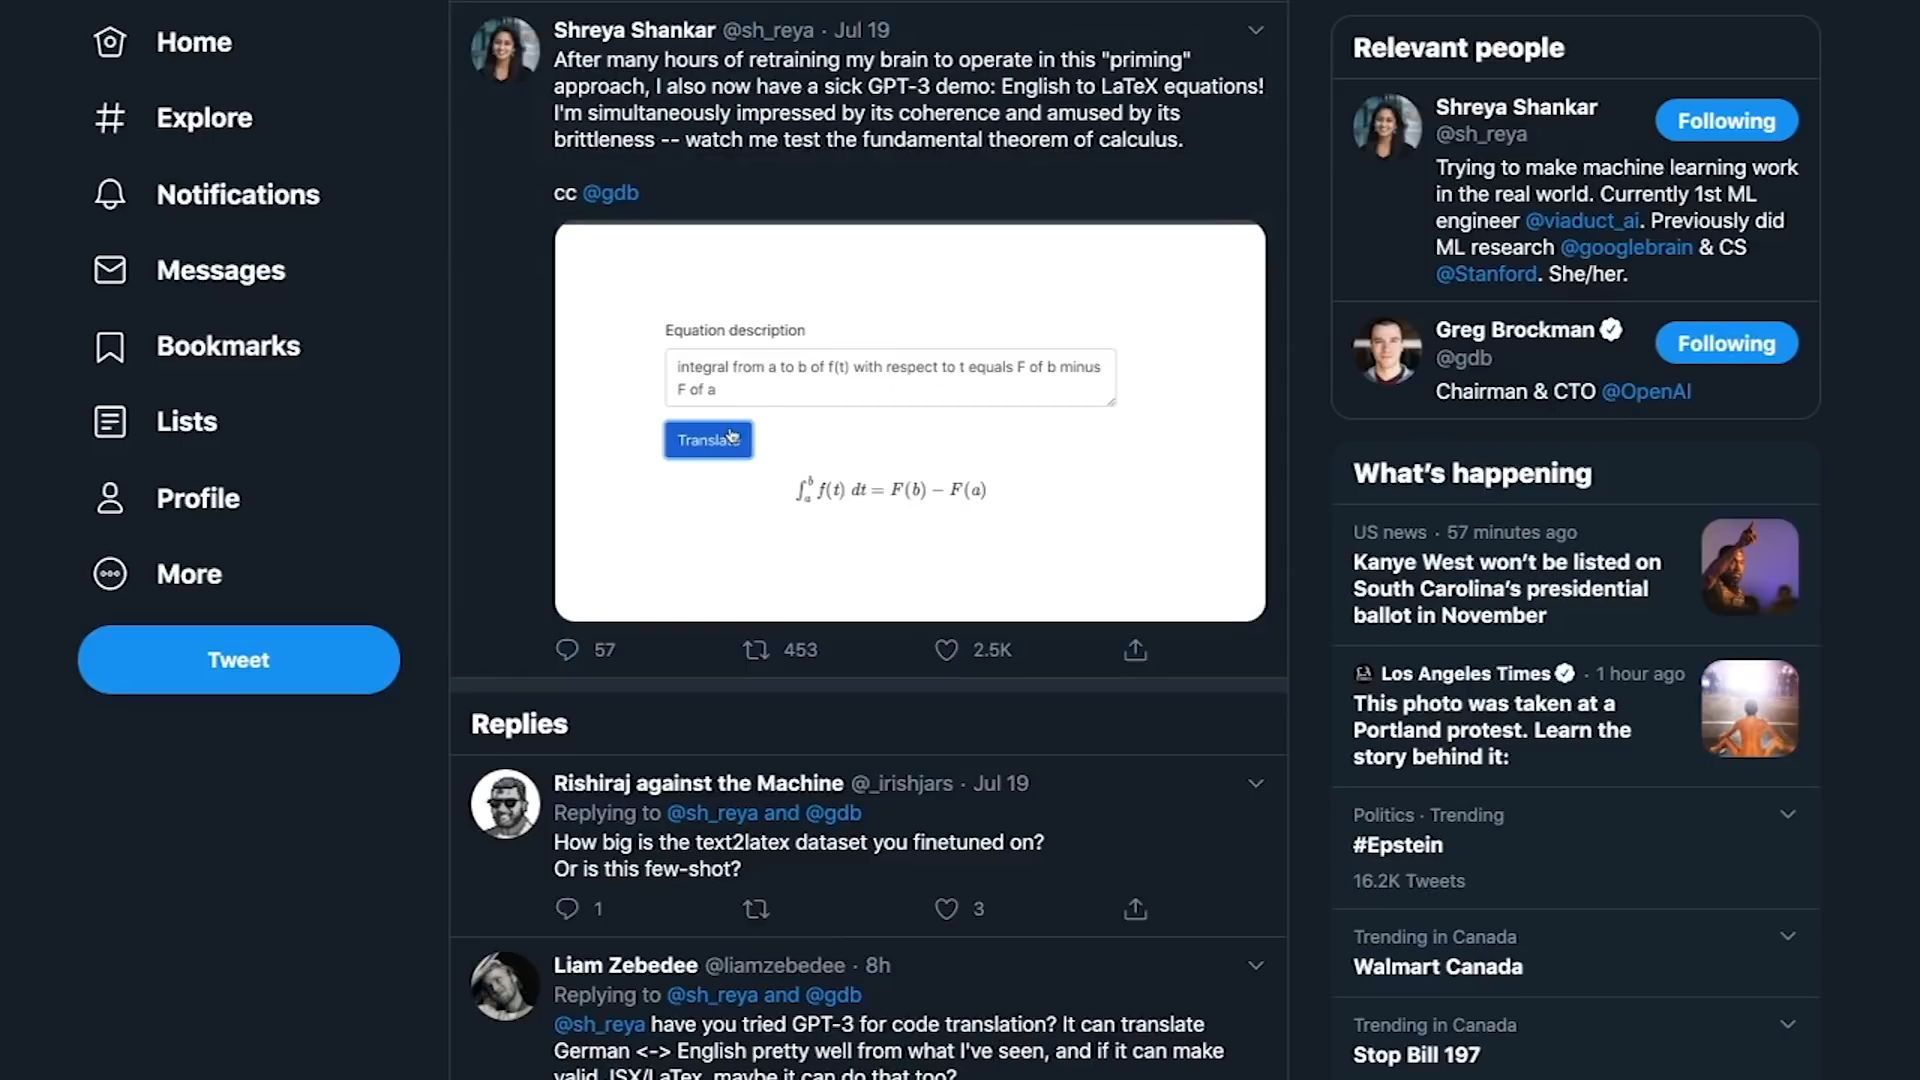 Home
Explore
Notifications
Messages
Bookmarks
Lists
Profile
More
Tweet
Shreya Shankar @sh_reya · Jul 19
After many hours of retraining my brain to operate in this "priming"
approach, I also now have a sick GPT-3 demo: English to LaTeX equations!
I'm simultaneously impressed by its coherence and amused by its
brittleness -- watch me test the fundamental theorem of calculus.
cc @gdb
Equation description
integral from a to b of f(t) with respect to t equals F of b minus
F of a
Translate
∫_a^b f(t) dt = F(b) − F(a)
57 453 2.5K
Replies
Rishiraj against the Machine @_irishjars · Jul 19
Replying to @sh_reya and @gdb
How big is the text2latex dataset you finetuned on?
Or is this few-shot?
1 3
Liam Zebedee @liamzebedee · 8h
Replying to @sh_reya and @gdb
@sh_reya have you tried GPT-3 for code translation? It can translate
German <-> English pretty well from what I've seen, and if it can make
valid JSX/LaTex, maybe it can do that too?
Relevant people
Shreya Shankar
@sh_reya
Following
Trying to make machine learning work
in the real world. Currently 1st ML
engineer @viaduct_ai. Previously did
ML research @googlebrain & CS
@Stanford. She/her.
Greg Brockman
@gdb
Following
Chairman & CTO @OpenAI
What's happening
US news · 57 minutes ago
Kanye West won't be listed on
South Carolina's presidential
ballot in November
Los Angeles Times · 1 hour ago
This photo was taken at a
Portland protest. Learn the
story behind it:
Politics · Trending
#Epstein
16.2K Tweets
Trending in Canada
Walmart Canada
Trending in Canada
Stop Bill 197